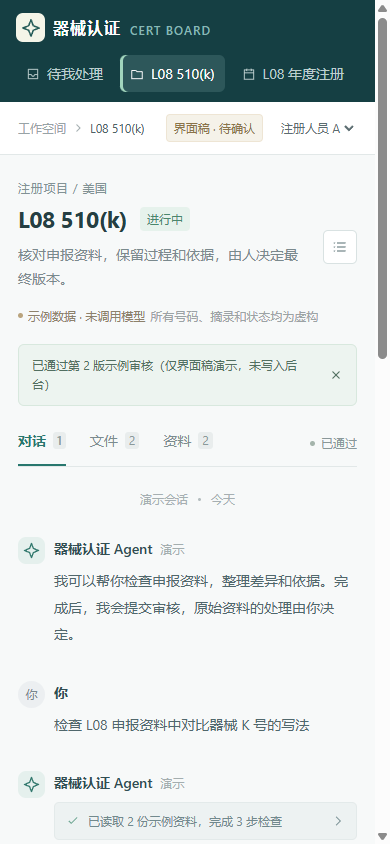 器械认证 CERT BOARD
待我处理 L08 510(k) L08 年度注册
工作空间 L08 510(k) 界面稿 · 待确认 注册人员 A
注册项目 / 美国
L08 510(k) 进行中
核对申报资料，保留过程和依据，由人决定最
终版本。
示例数据 · 未调用模型 所有号码、摘录和状态均为虚构
已通过第 2 版示例审核（仅界面稿演示，未写入后
台）
对话 1 文件 2 资料 2 已通过
演示会话 • 今天
器械认证 Agent 演示
我可以帮你检查申报资料，整理差异和依据。完
成后，我会提交审核，原始资料的处理由你决
定。
你 你
检查 L08 申报资料中对比器械 K 号的写法
器械认证 Agent 演示
已读取 2 份示例资料，完成 3 步检查